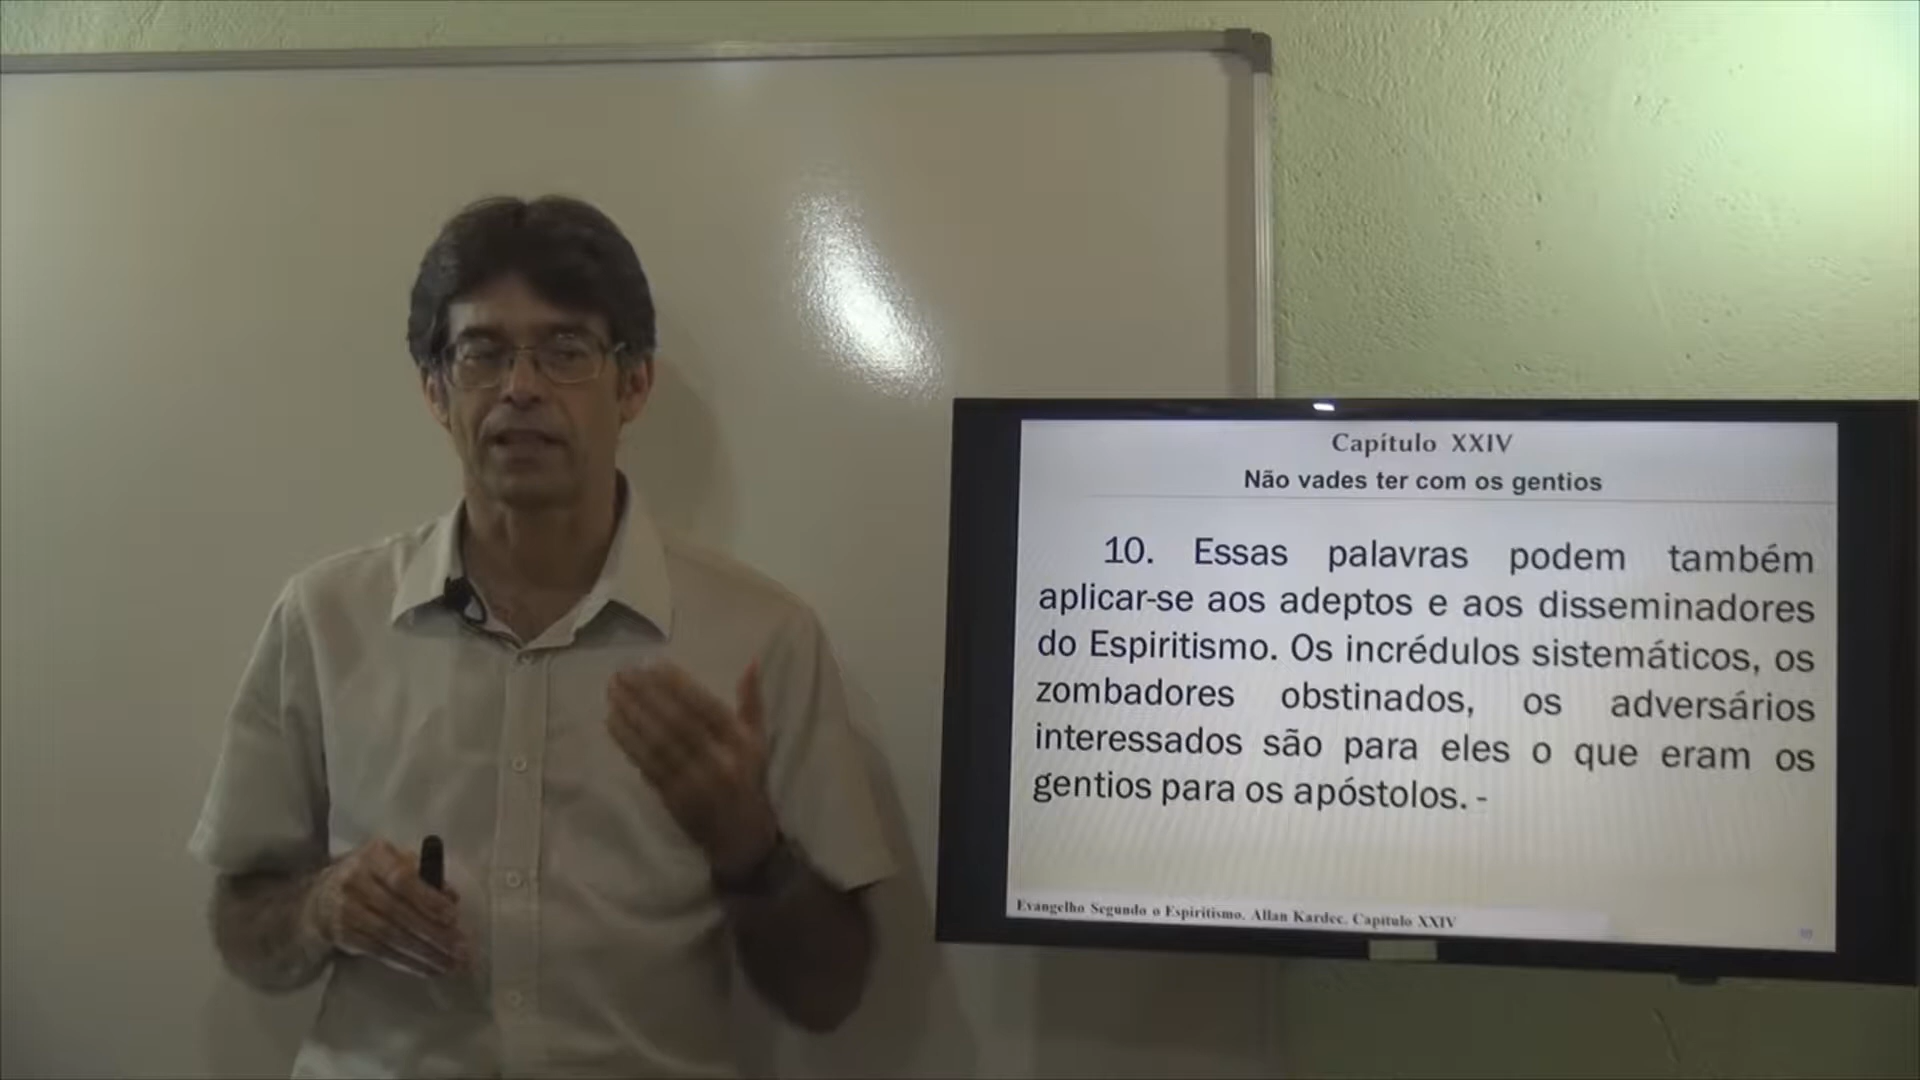 Capítulo XXIV
Não vades ter com os gentios
10. Essas palavras podem também
aplicar-se aos adeptos e aos disseminadores
do Espiritismo. Os incrédulos sistemáticos, os
zombadores obstinados, os adversários
interessados são para eles o que eram os
gentios para os apóstolos. -
Evangelho Segundo o Espiritismo. Allan Kardec. Capítulo XXIV